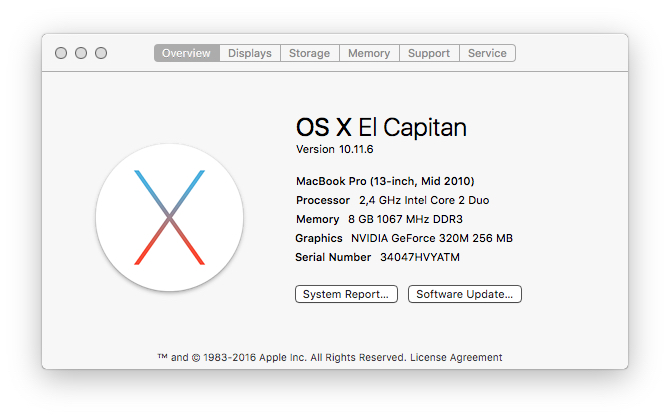 Overview Displays Storage Memory Support Service
OS X El Capitan
Version 10.11.6
MacBook Pro (13-inch, Mid 2010)
Processor 2,4 GHz Intel Core 2 Duo
Memory 8 GB 1067 MHz DDR3
Graphics NVIDIA GeForce 320M 256 MB
Serial Number 34047HVYATM
System Report... Software Update...
™ and © 1983-2016 Apple Inc. All Rights Reserved. License Agreement